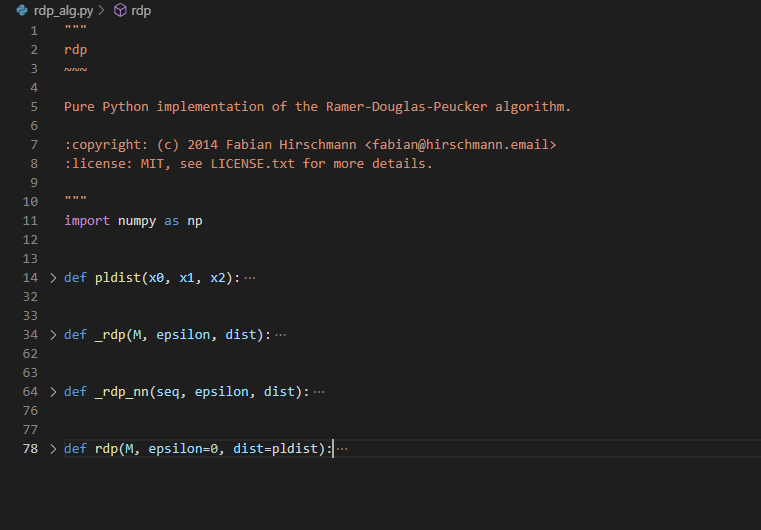 rdp_alg.py > rdp
1 """
2 rdp
3 ~~~
4
5 Pure Python implementation of the Ramer-Douglas-Peucker algorithm.
6
7 :copyright: (c) 2014 Fabian Hirschmann <fabian@hirschmann.email>
8 :license: MIT, see LICENSE.txt for more details.
9
10 """
11 import numpy as np
12
13
14 > def pldist(x0, x1, x2):···
32
33
34 > def _rdp(M, epsilon, dist):···
62
63
64 > def _rdp_nn(seq, epsilon, dist):···
76
77
78 > def rdp(M, epsilon=0, dist=pldist):···